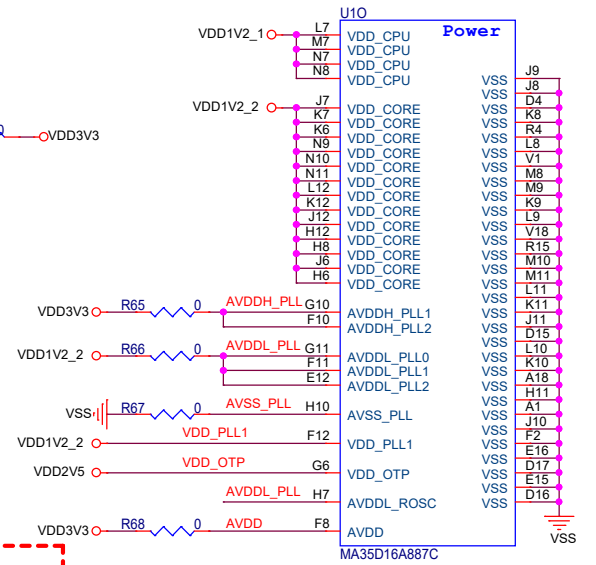 U1O
Power
VDD1V2_1 L7 VDD_CPU
M7 VDD_CPU
N7 VDD_CPU
N8 VDD_CPU
VDD1V2_2 J7 VDD_CORE
K7 VDD_CORE
K6 VDD_CORE
N9 VDD_CORE
N10 VDD_CORE
N11 VDD_CORE
L12 VDD_CORE
K12 VDD_CORE
J12 VDD_CORE
H12 VDD_CORE
H8 VDD_CORE
J6 VDD_CORE
H6 VDD_CORE
VDD3V3
VDD3V3 R65 0 AVDDH_PLL G10 AVDDH_PLL1
F10 AVDDH_PLL2
VDD1V2_2 R66 0 AVDDL_PLL G11 AVDDL_PLL0
F11 AVDDL_PLL1
E12 AVDDL_PLL2
VSS R67 0 AVSS_PLL H10 AVSS_PLL
VDD1V2_2 VDD_PLL1 F12 VDD_PLL1
VDD2V5 VDD_OTP G6 VDD_OTP
AVDDL_PLL H7 AVDDL_ROSC
VDD3V3 R68 0 AVDD F8 AVDD
VSS J9
VSS J8
VSS D4
VSS K8
VSS R4
VSS L8
VSS V1
VSS M8
VSS M9
VSS K9
VSS L9
VSS V18
VSS R15
VSS M10
VSS M11
VSS L11
VSS K11
VSS J11
VSS D15
VSS L10
VSS K10
VSS A18
VSS H11
VSS A1
VSS J10
VSS F2
VSS E16
VSS D17
VSS E15
VSS D16
VSS
MA35D16A887C